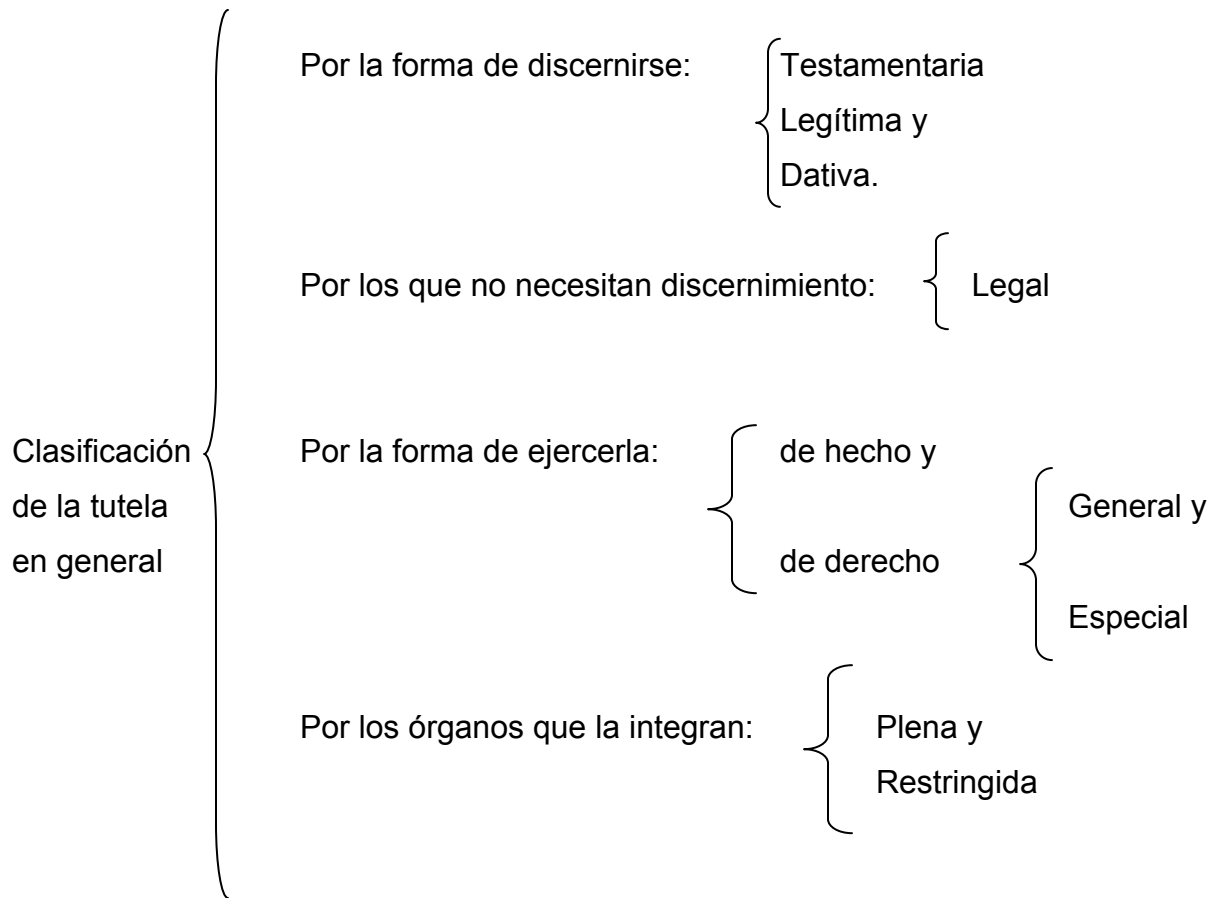 Por la forma de discernirse:
Testamentaria
Legítima y
Dativa.
Por los que no necesitan discernimiento:
Legal
Clasificación
de la tutela
en general
Por la forma de ejercerla:
de hecho y
de derecho
General y
Especial
Por los órganos que la integran:
Plena y
Restringida